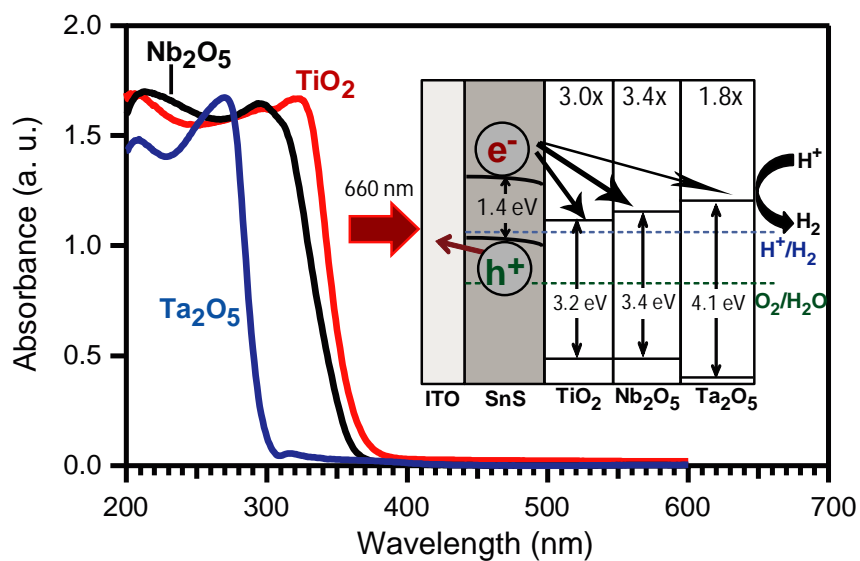 Absorbance (a. u.)
2.0
1.5
1.0
0.5
0.0
200
300
400
500
600
700
Wavelength (nm)
Nb₂O₅
TiO₂
Ta₂O₅
660 nm
3.0x
3.4x
1.8x
e⁻
1.4 eV
h⁺
3.2 eV
3.4 eV
4.1 eV
H⁺
H₂
H⁺/H₂
O₂/H₂O
ITO
SnS
TiO₂
Nb₂O₅
Ta₂O₅